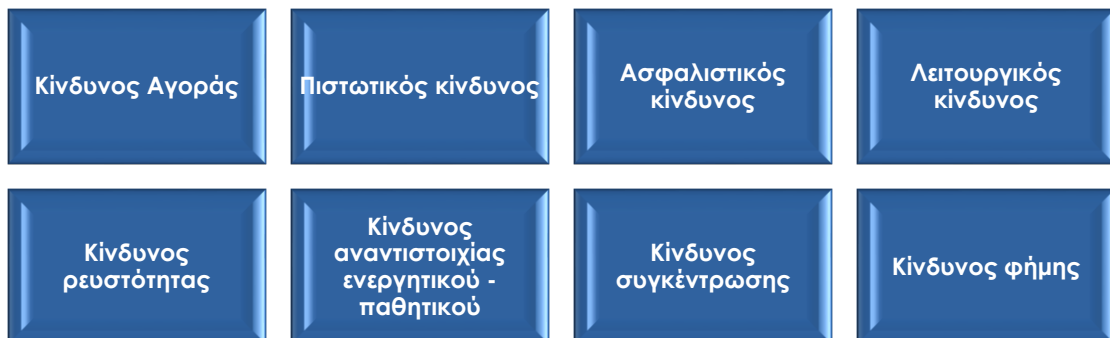 Κίνδυνος Αγοράς
Πιστωτικός κίνδυνος
Ασφαλιστικός
κίνδυνος
Λειτουργικός
κίνδυνος
Κίνδυνος
ρευστότητας
Κίνδυνος
αναντιστοιχίας
ενεργητικού -
παθητικού
Κίνδυνος
συγκέντρωσης
Κίνδυνος φήμης